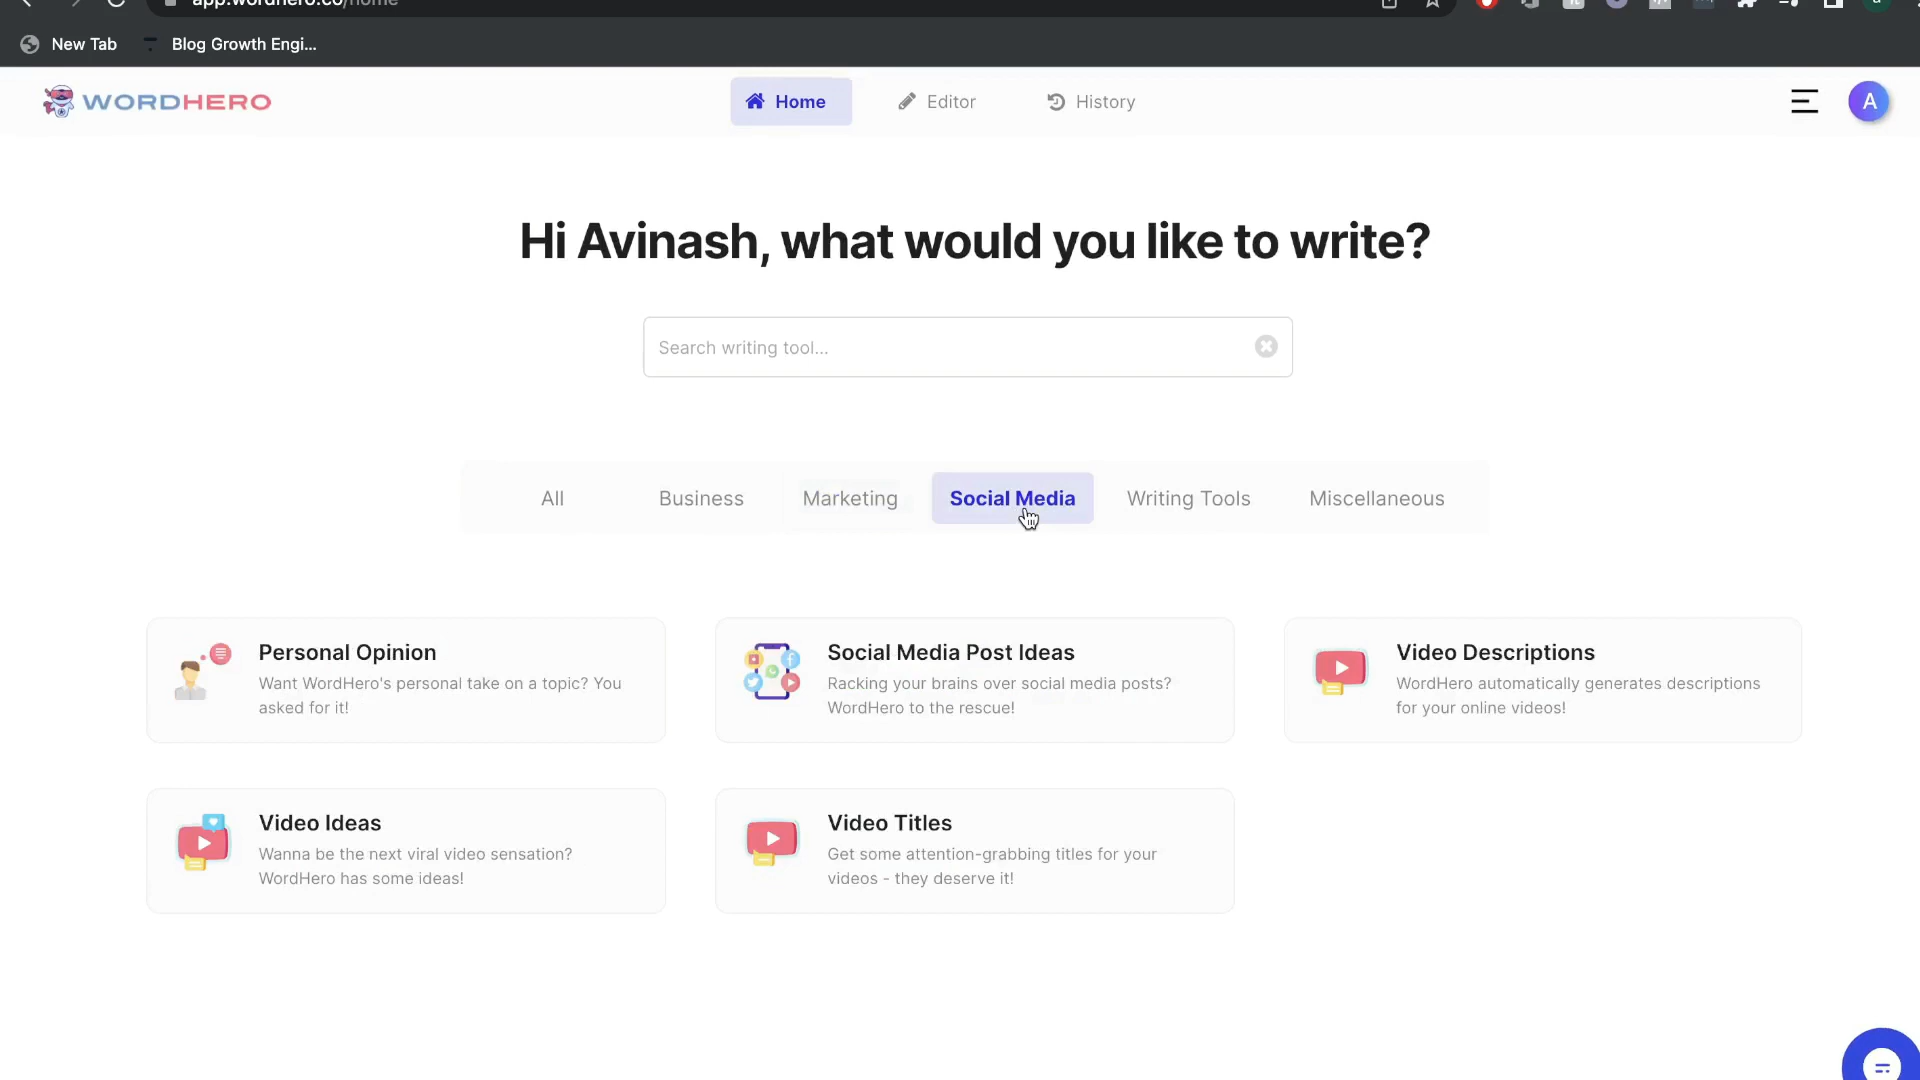 app.wordhero.co/home
New Tab
Blog Growth Engi...
WORDHERO
Home
Editor
History
A
Hi Avinash, what would you like to write?
Search writing tool...
All
Business
Marketing
Social Media
Writing Tools
Miscellaneous
Personal Opinion
Want WordHero's personal take on a topic? You
asked for it!
Social Media Post Ideas
Racking your brains over social media posts?
WordHero to the rescue!
Video Descriptions
WordHero automatically generates descriptions
for your online videos!
Video Ideas
Wanna be the next viral video sensation?
WordHero has some ideas!
Video Titles
Get some attention-grabbing titles for your
videos - they deserve it!